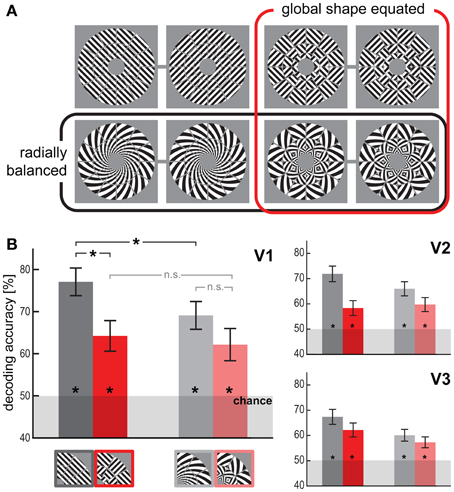 A
global shape equated
radially
balanced
B
V1
decoding accuracy [%]
80
70
60
50
40
*
*
n.s.
n.s.
* * * *
chance
V2
80
70
60
50
40
* * * *
V3
80
70
60
50
40
* * * *